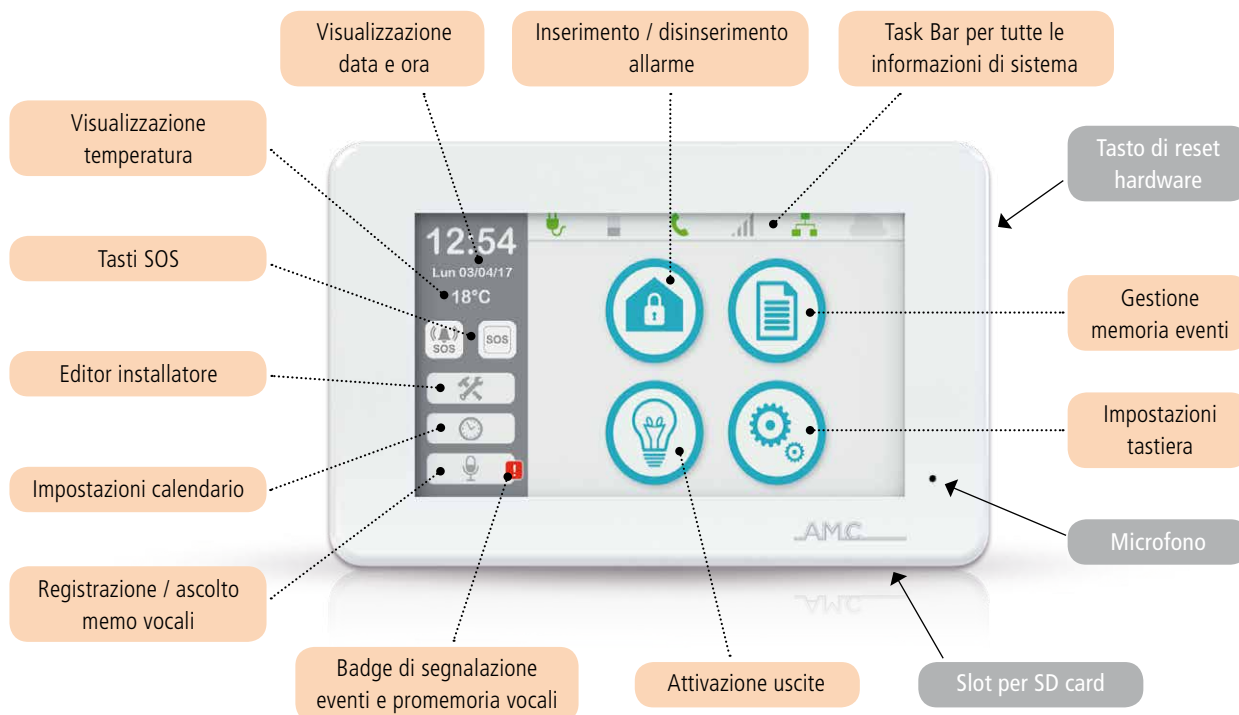 Visualizzazione
data e ora
Inserimento / disinserimento
allarme
Task Bar per tutte le
informazioni di sistema
Visualizzazione
temperatura
Tasto di reset
hardware
12.54
Lun 03/04/17
18°C
Tasti SOS
SOS
SOS
Gestione
memoria eventi
Editor installatore
Impostazioni
tastiera
Impostazioni calendario
!
AMC
Microfono
Registrazione / ascolto
memo vocali
Badge di segnalazione
eventi e promemoria vocali
Attivazione uscite
Slot per SD card